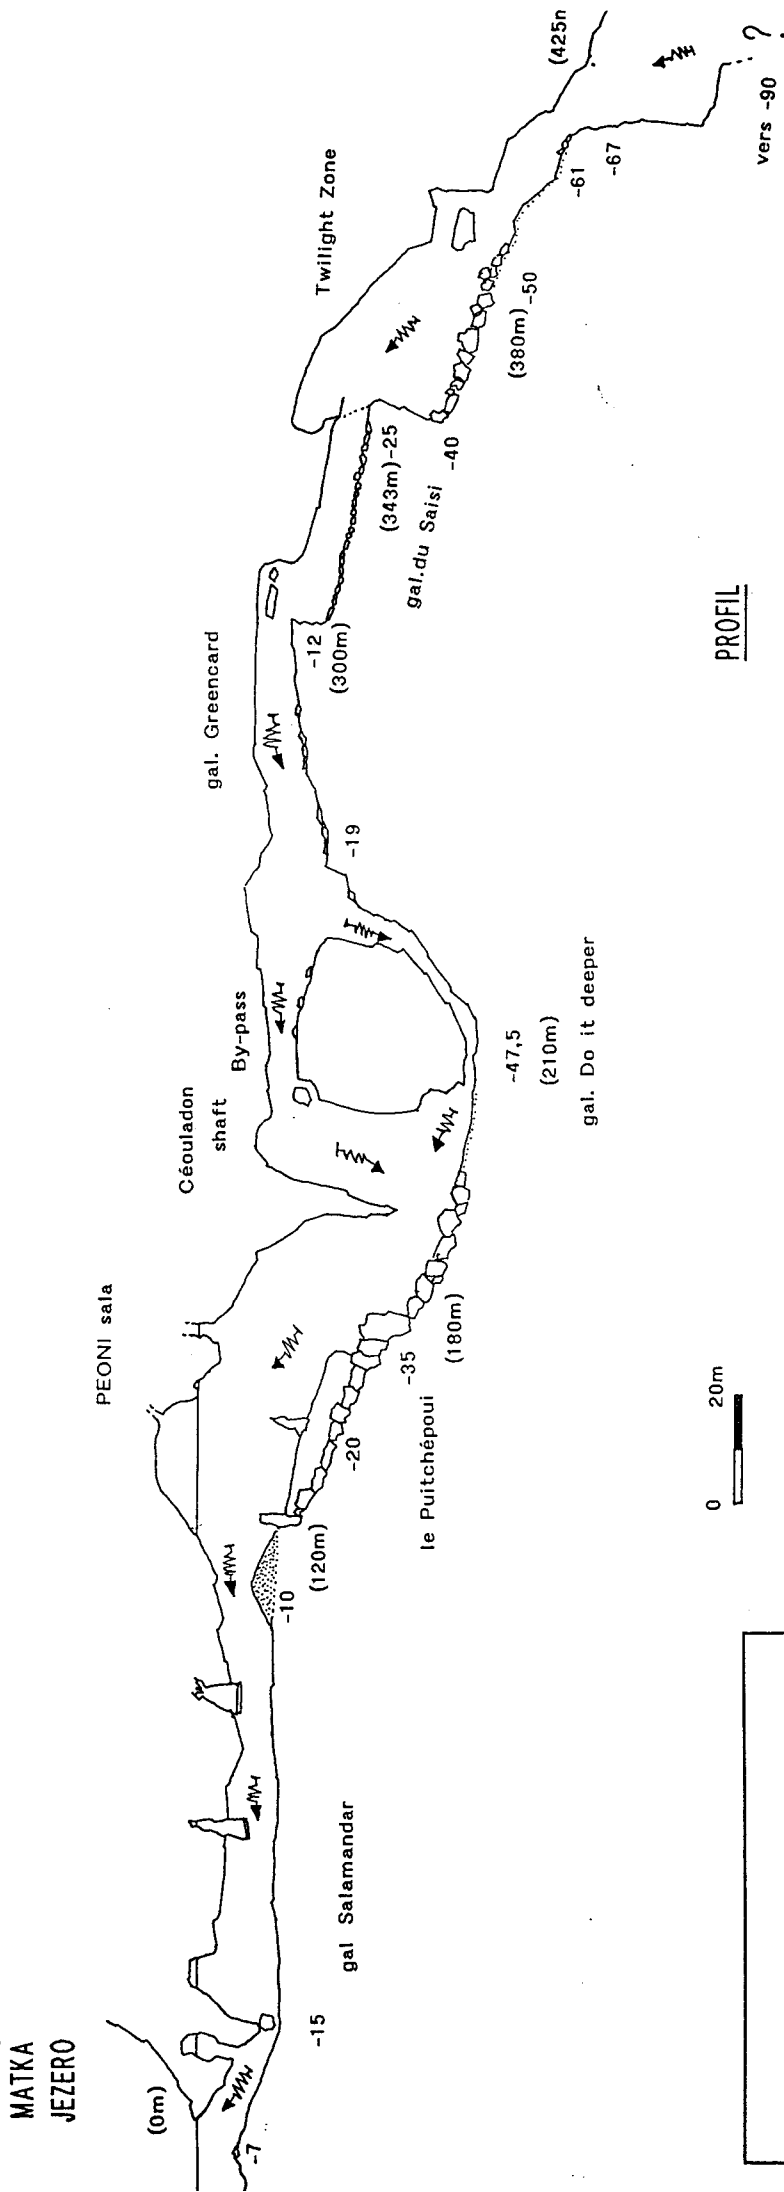 MATKA
JEZERO
(0m)
-7
-15
gal Salamandar
-10
(120m)
PEONI sala
le Puitchépoui
-20
-35
(180m)
Céouladon
shaft
By-pass
-47,5
(210m)
gal. Do it deeper
-19
gal. Greencard
-12
(300m)
gal.du Saisi
(343m)-25
-40
Twilight Zone
(380m)-50
-61
-67
(425n
vers -90
?
PROFIL
0 20m